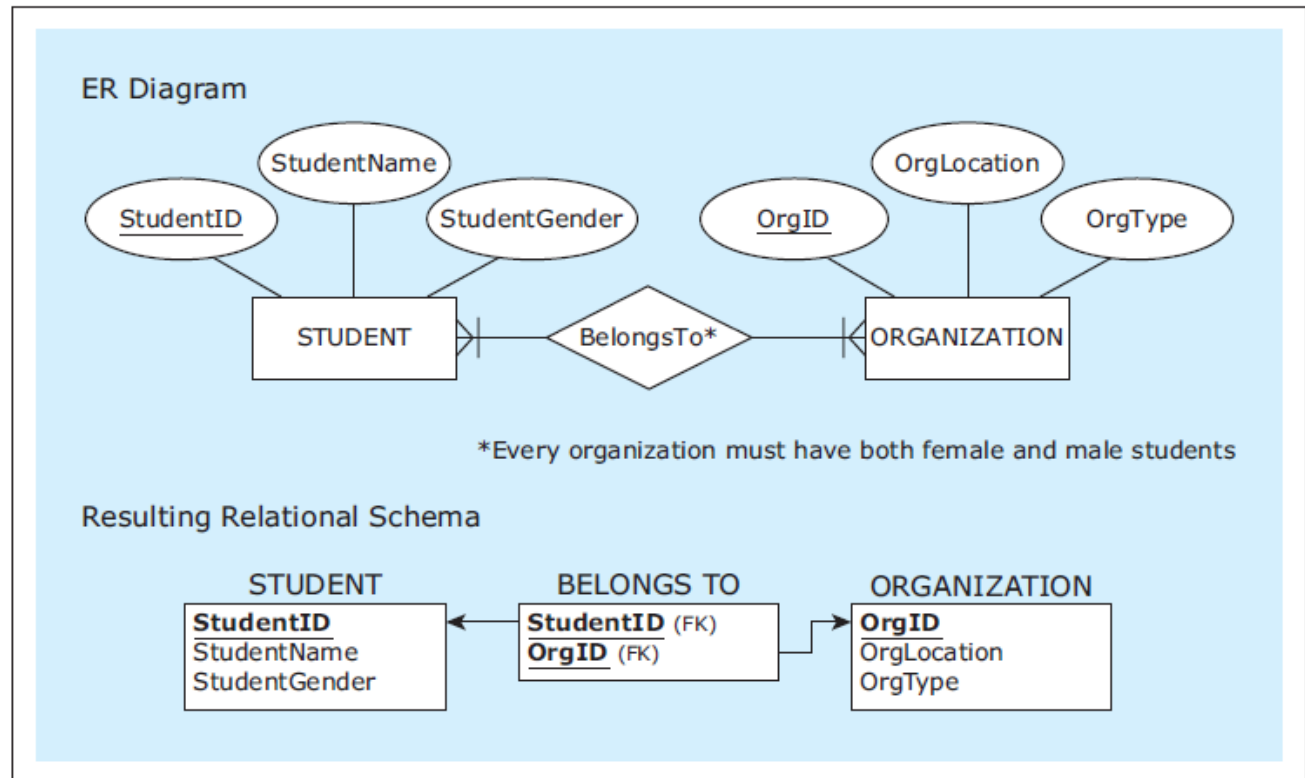 ER Diagram
StudentName
OrgLocation
StudentID
StudentGender
OrgID
OrgType
STUDENT
BelongsTo*
ORGANIZATION
*Every organization must have both female and male students
Resulting Relational Schema
STUDENT
StudentID
StudentName
StudentGender
BELONGS TO
StudentID (FK)
OrgID (FK)
ORGANIZATION
OrgID
OrgLocation
OrgType